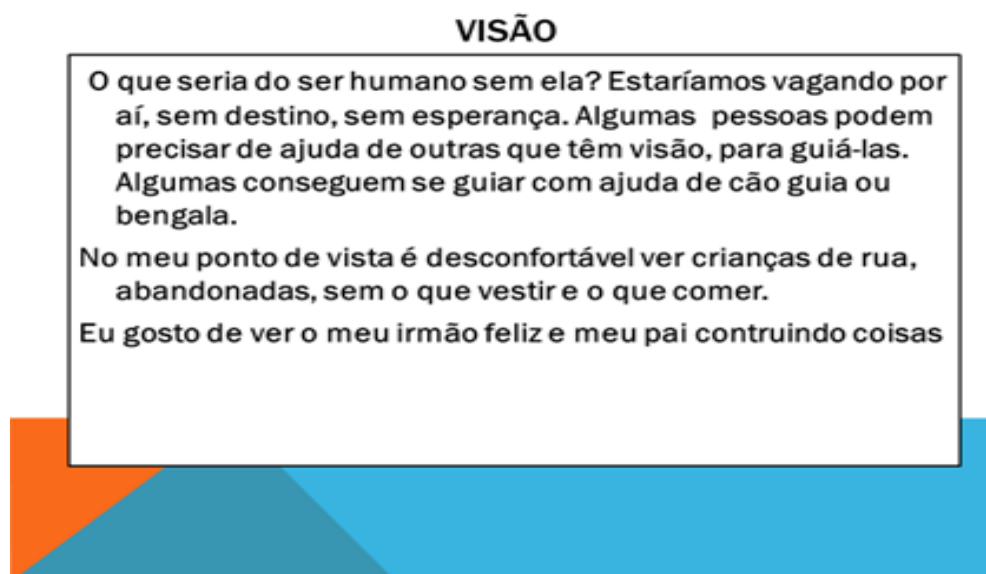 VISÃO
O que seria do ser humano sem ela? Estaríamos vagando por
aí, sem destino, sem esperança. Algumas pessoas podem
precisar de ajuda de outras que têm visão, para guiá-las.
Algumas conseguem se guiar com ajuda de cão guia ou
bengala.
No meu ponto de vista é desconfortável ver crianças de rua,
abandonadas, sem o que vestir e o que comer.
Eu gosto de ver o meu irmão feliz e meu pai contruindo coisas